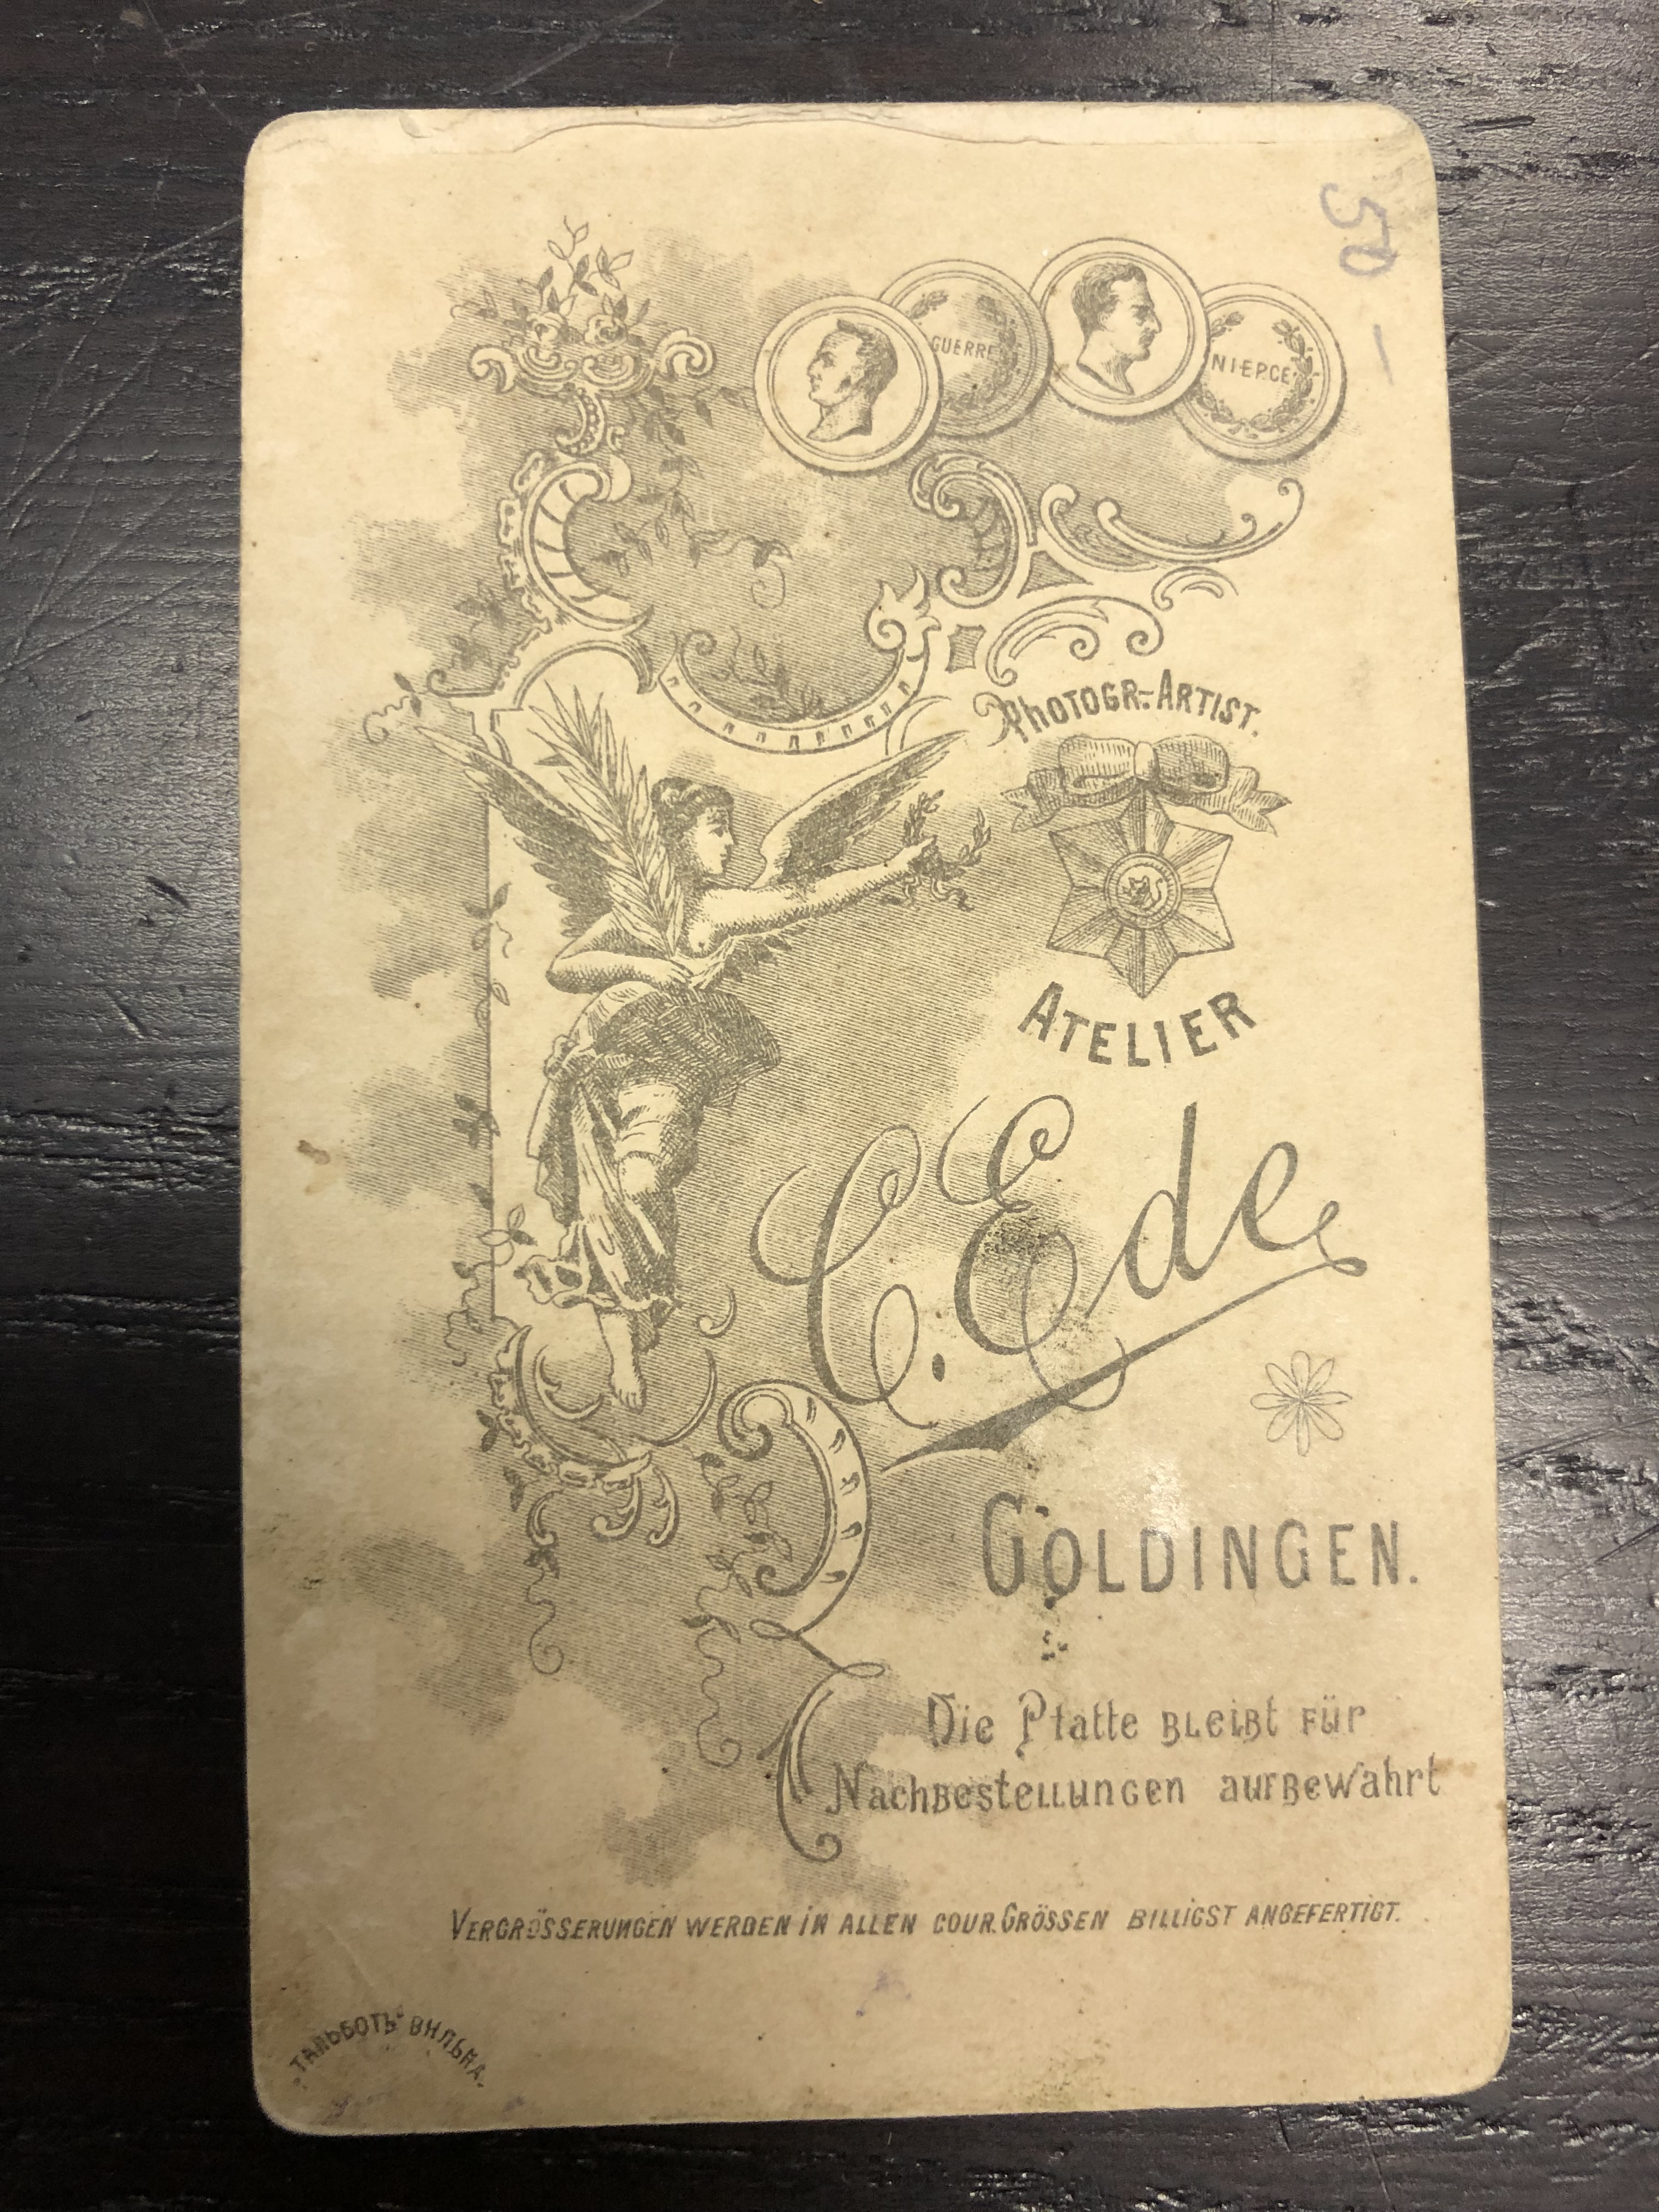 50 –
GUERRE
NIEPCE
Photogr.-Artist.
Atelier
C. Ede
Goldingen.
Die Platte bleibt für
Nachbestellungen aufbewahrt
Vergrösserungen werden in allen cour. Grössen billigst angefertigt.
ТАЛЬБОТЪ-ВИЛЬНА.